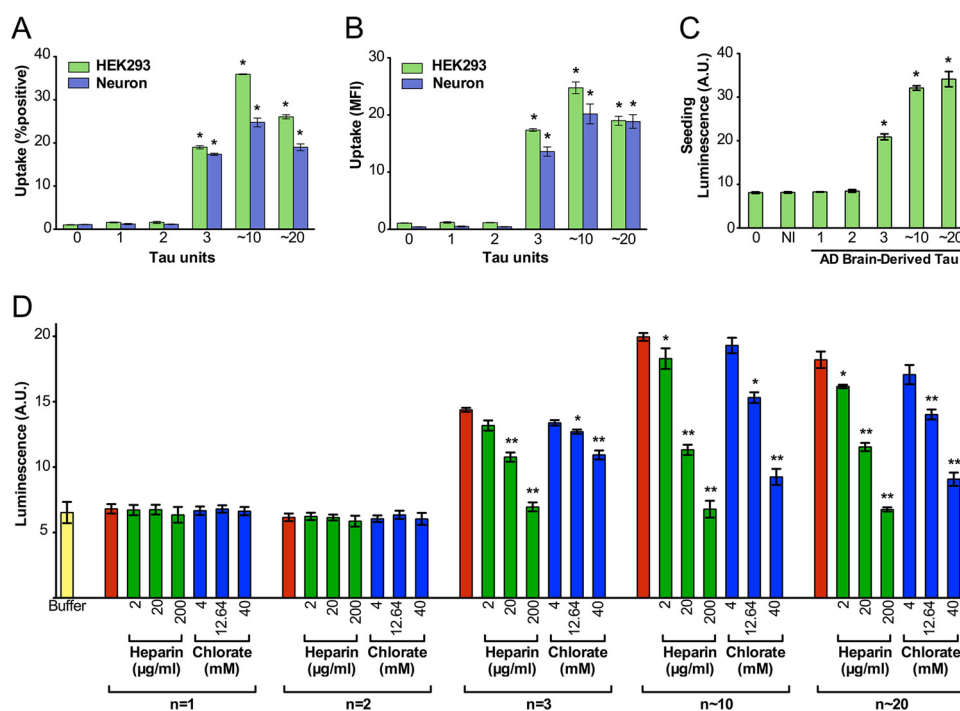 A
B
C
HEK293
Neuron
Uptake (%positive)
40
30
20
10
0
* * * * * *
0 1 2 3 ~10 ~20
Tau units
HEK293
Neuron
Uptake (MFI)
30
20
10
0
* * * * * *
0 1 2 3 ~10 ~20
Tau units
Seeding
Luminescence (A.U.)
40
30
20
10
0
* * *
0 NI 1 2 3 ~10 ~20
AD Brain-Derived Tau
D
Luminescence (A.U.)
20
15
10
5
** ** * ** * ** ** * ** * ** ** ** **
Buffer
2 20 200 4 12.64 40 2 20 200 4 12.64 40 2 20 200 4 12.64 40 2 20 200 4 12.64 40 2 20 200 4 12.64 40
Heparin Chlorate Heparin Chlorate Heparin Chlorate Heparin Chlorate Heparin Chlorate
(µg/ml) (mM) (µg/ml) (mM) (µg/ml) (mM) (µg/ml) (mM) (µg/ml) (mM)
n=1 n=2 n=3 n~10 n~20